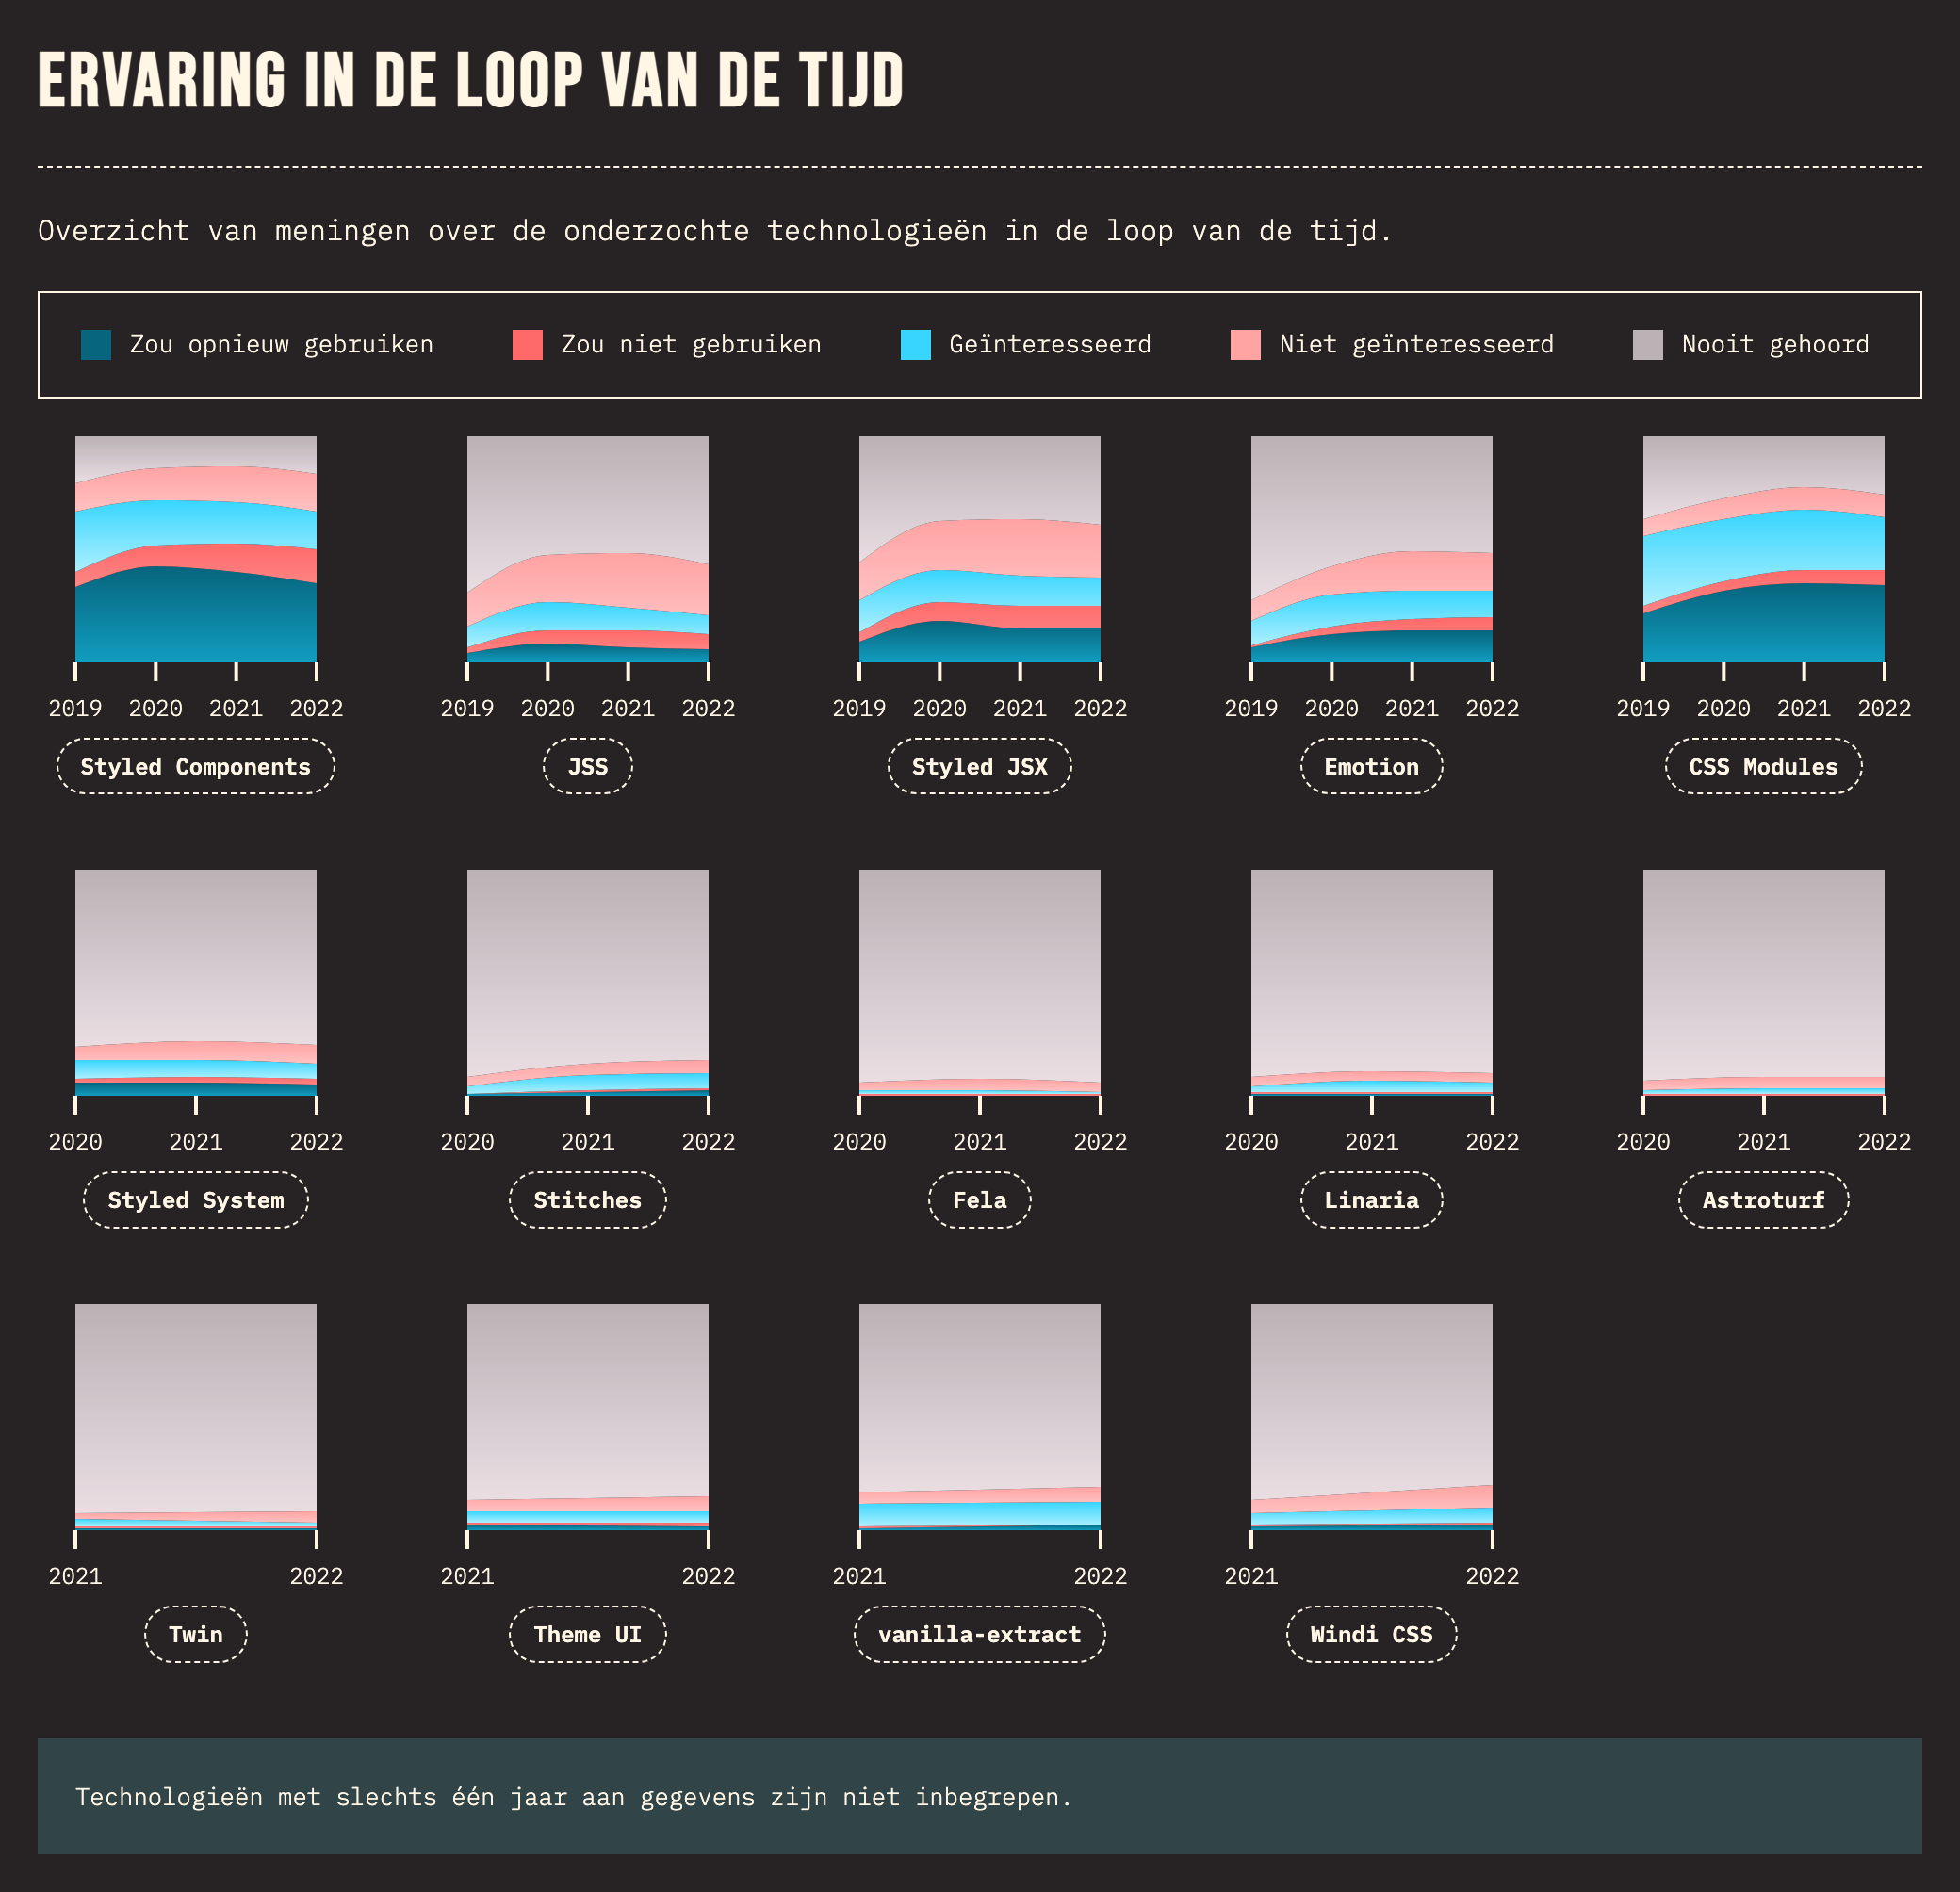 ERVARING IN DE LOOP VAN DE TIJD
Overzicht van meningen over de onderzochte technologieën in de loop van de tijd.
Zou opnieuw gebruiken Zou niet gebruiken Geïnteresseerd Niet geïnteresseerd Nooit gehoord
2019 2020 2021 2022 2019 2020 2021 2022 2019 2020 2021 2022 2019 2020 2021 2022 2019 2020 2021 2022
Styled Components JSS Styled JSX Emotion CSS Modules
2020 2021 2022 2020 2021 2022 2020 2021 2022 2020 2021 2022 2020 2021 2022
Styled System Stitches Fela Linaria Astroturf
2021 2022 2021 2022 2021 2022 2021 2022
Twin Theme UI vanilla-extract Windi CSS
Technologieën met slechts één jaar aan gegevens zijn niet inbegrepen.